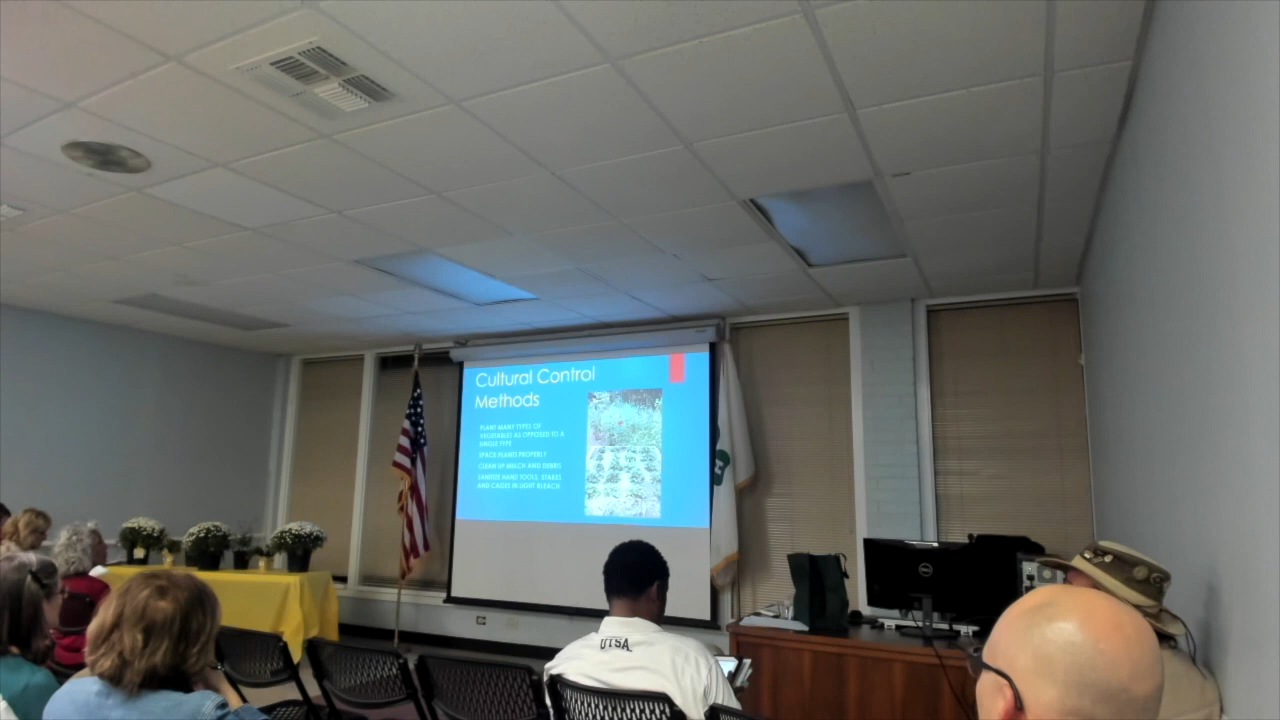 Cultural Control
Methods
PLANT MANY TYPES OF
VEGETABLES AS OPPOSED TO A
SINGLE TYPE
SPACE PLANTS PROPERLY
CLEAN UP MULCH AND DEBRIS
SANITIZE HAND TOOLS, STAKES
AND CAGES IN LIGHT BLEACH
UTSA
DELL
H